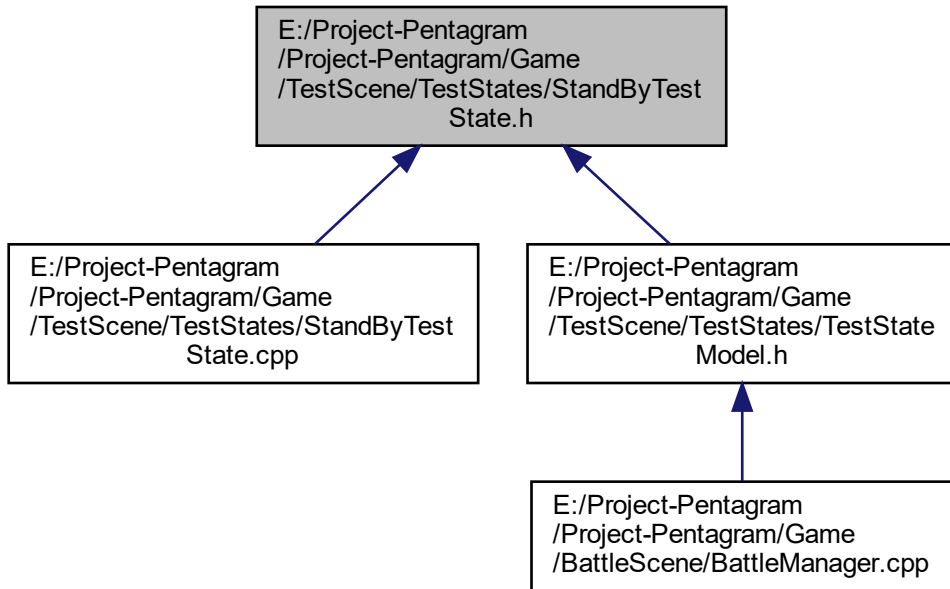 E:/Project-Pentagram
/Project-Pentagram/Game
/TestScene/TestStates/StandByTest
State.h
E:/Project-Pentagram
/Project-Pentagram/Game
/TestScene/TestStates/StandByTest
State.cpp
E:/Project-Pentagram
/Project-Pentagram/Game
/TestScene/TestStates/TestState
Model.h
E:/Project-Pentagram
/Project-Pentagram/Game
/BattleScene/BattleManager.cpp